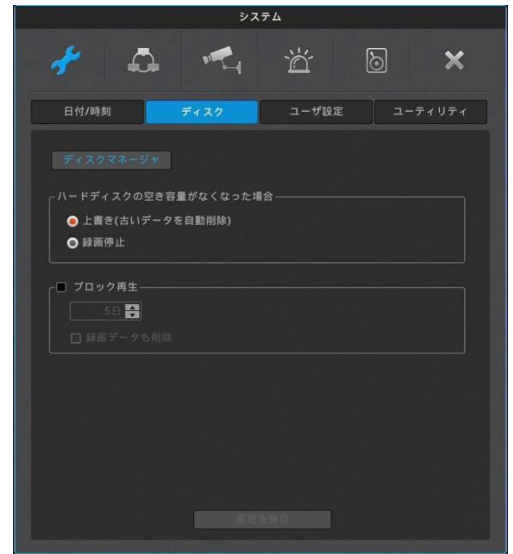 システム
日付/時刻
ディスク
ユーザ設定
ユーティリティ
ディスクマネージャ
ハードディスクの空き容量がなくなった場合
上書き(古いデータを自動削除)
録画停止
ブロック再生
5日
録画データも削除
変更を保存